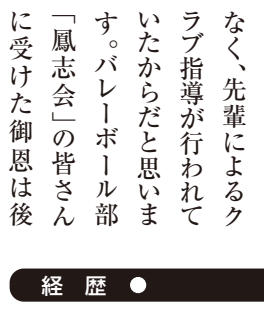 なく、先輩によるク
ラブ指導が行われて
いたからだと思いま
す。バレーボール部
「鳳志会」の皆さん
に受けた御恩は後
経歴●